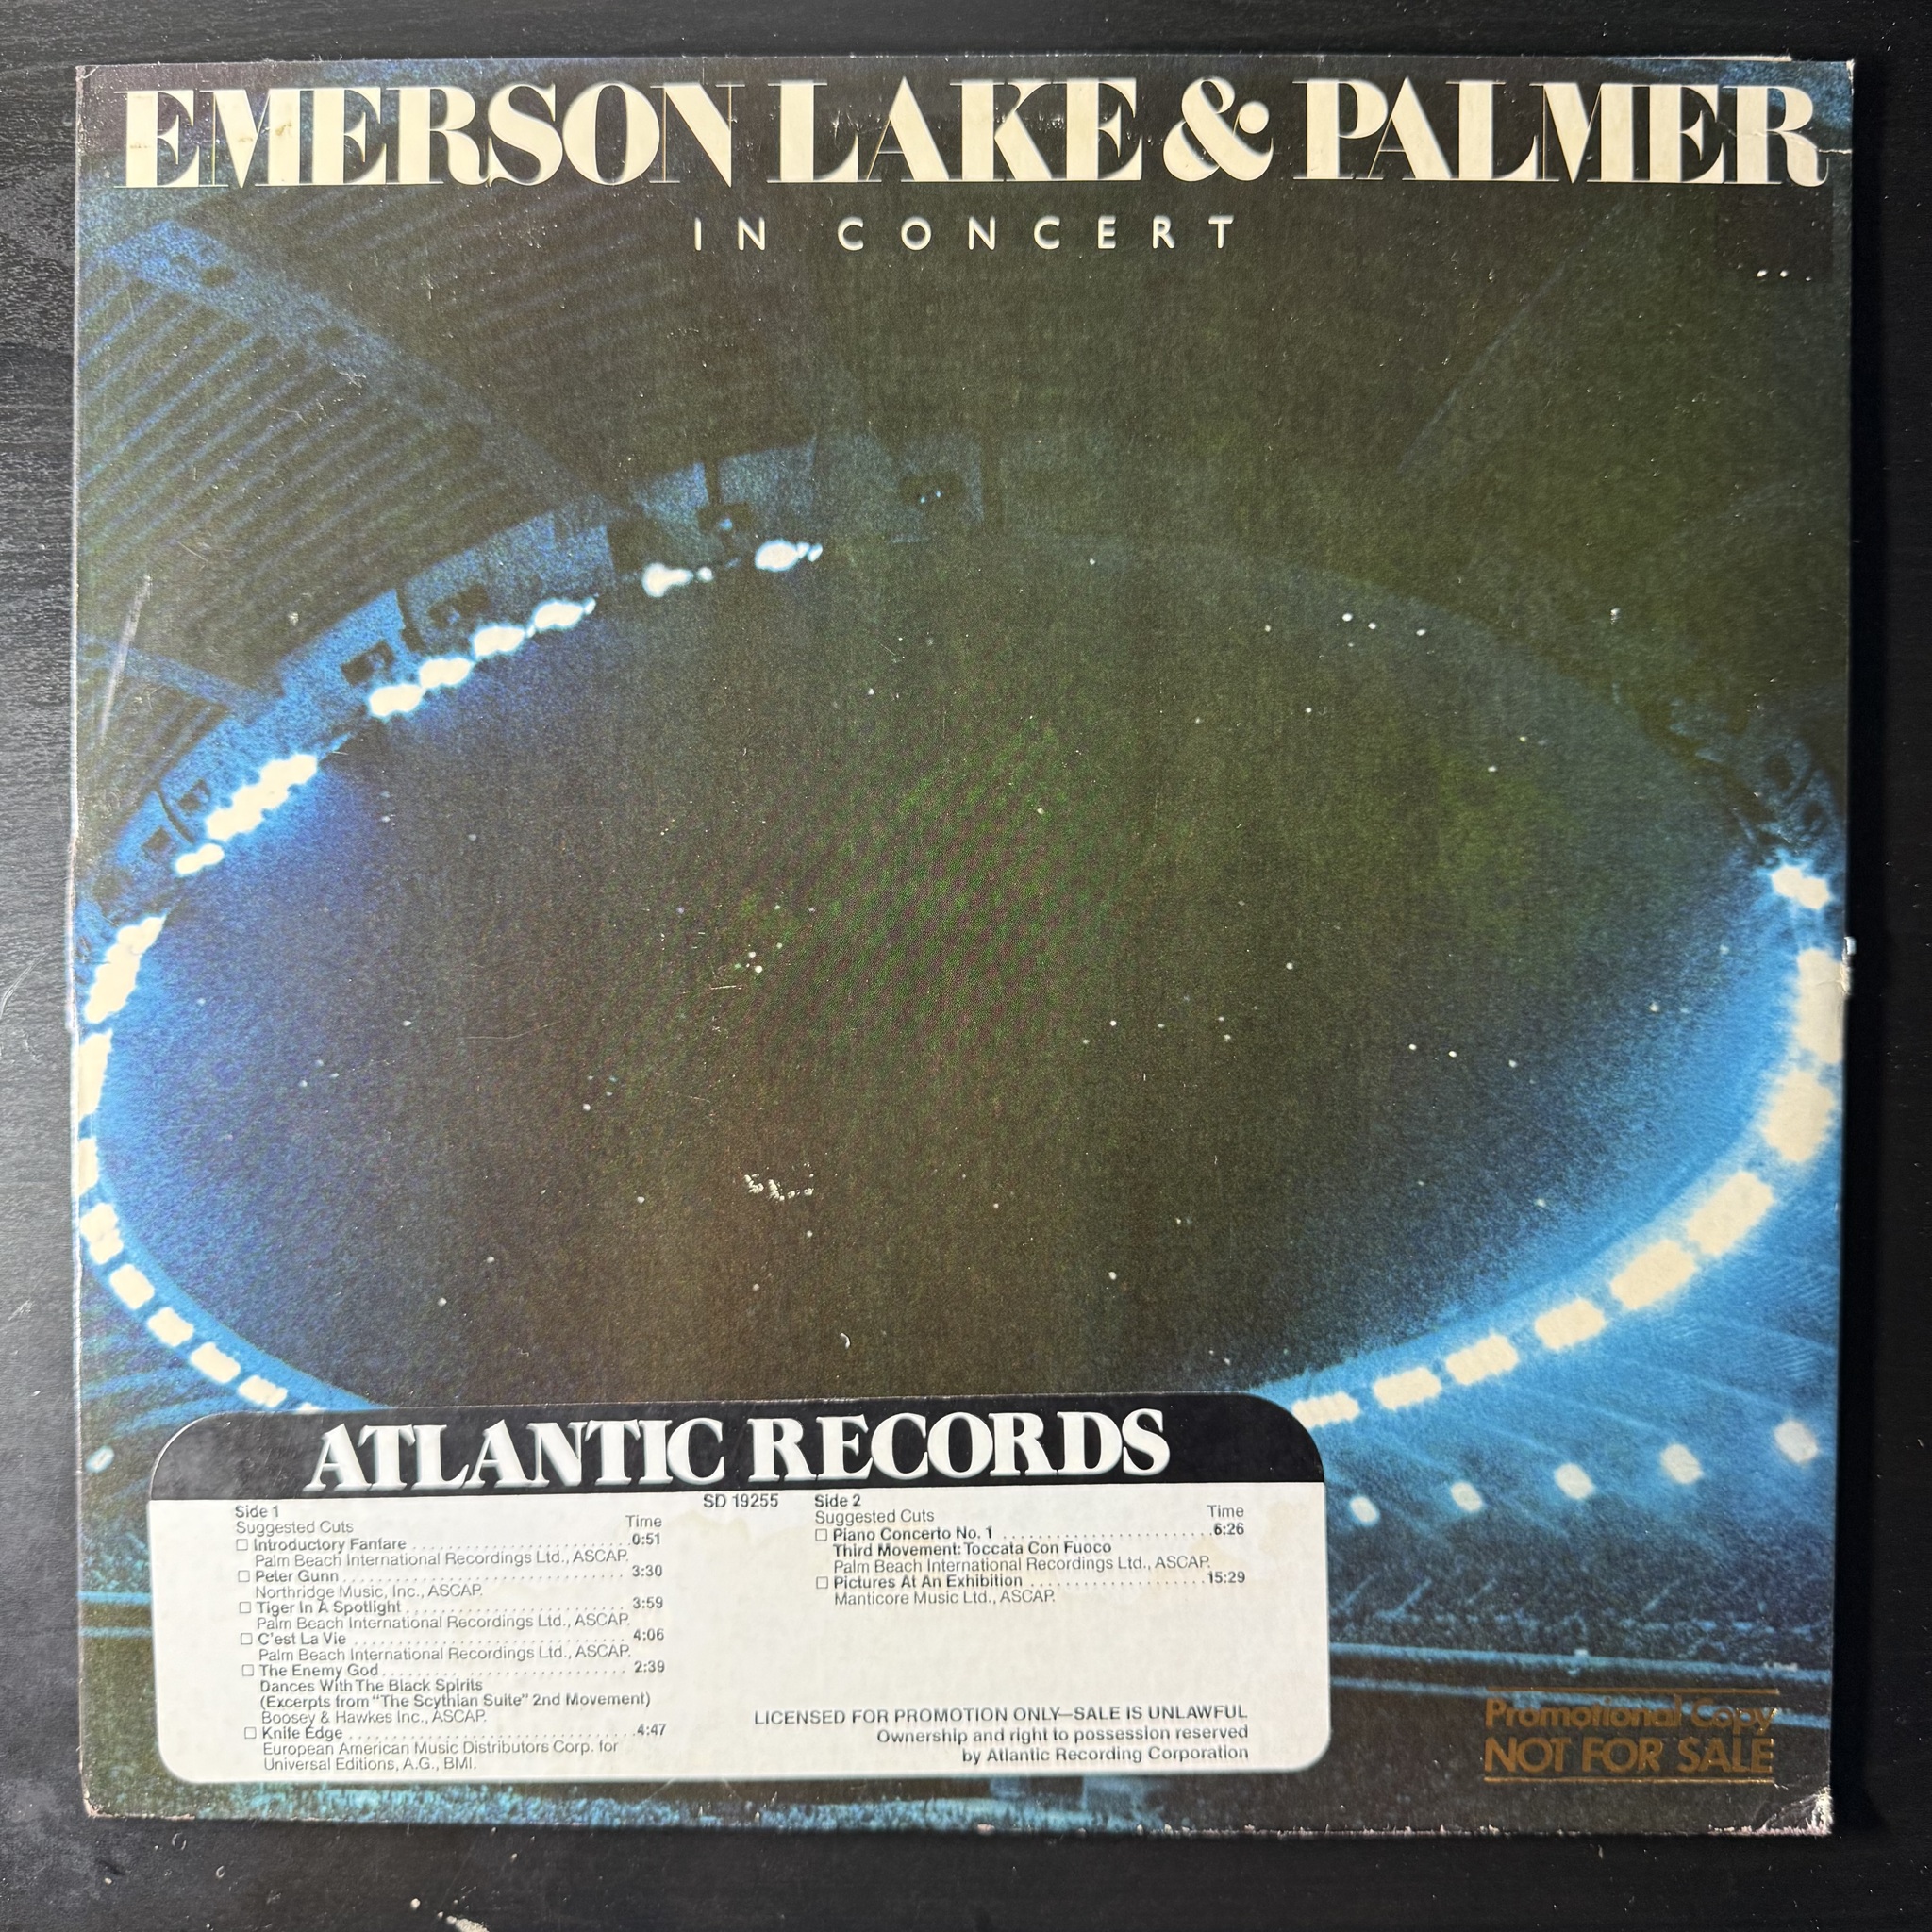 EMERSON LAKE & PALMER
IN CONCERT
ATLANTIC RECORDS
SD 19255
Side 1
Suggested Cuts Time
Introductory Fanfare ........................ 0:51
Palm Beach International Recordings Ltd., ASCAP.
Peter Gunn ........................ 3:30
Northridge Music, Inc., ASCAP.
Tiger In A Spotlight ........................ 3:59
Palm Beach International Recordings Ltd., ASCAP.
C'est La Vie ........................ 4:06
Palm Beach International Recordings Ltd., ASCAP.
The Enemy God ........................ 2:39
Dances With The Black Spirits
(Excerpts from "The Scythian Suite" 2nd Movement)
Boosey & Hawkes Inc., ASCAP.
Knife Edge ........................ 4:47
European American Music Distributors Corp. for
Universal Editions, A.G., BMI.
Side 2
Suggested Cuts Time
Piano Concerto No. 1 ........................ 6:26
Third Movement: Toccata Con Fuoco
Palm Beach International Recordings Ltd., ASCAP.
Pictures At An Exhibition ........................ 15:29
Manticore Music Ltd., ASCAP.
LICENSED FOR PROMOTION ONLY—SALE IS UNLAWFUL
Ownership and right to possession reserved
by Atlantic Recording Corporation
Promotional Copy
NOT FOR SALE